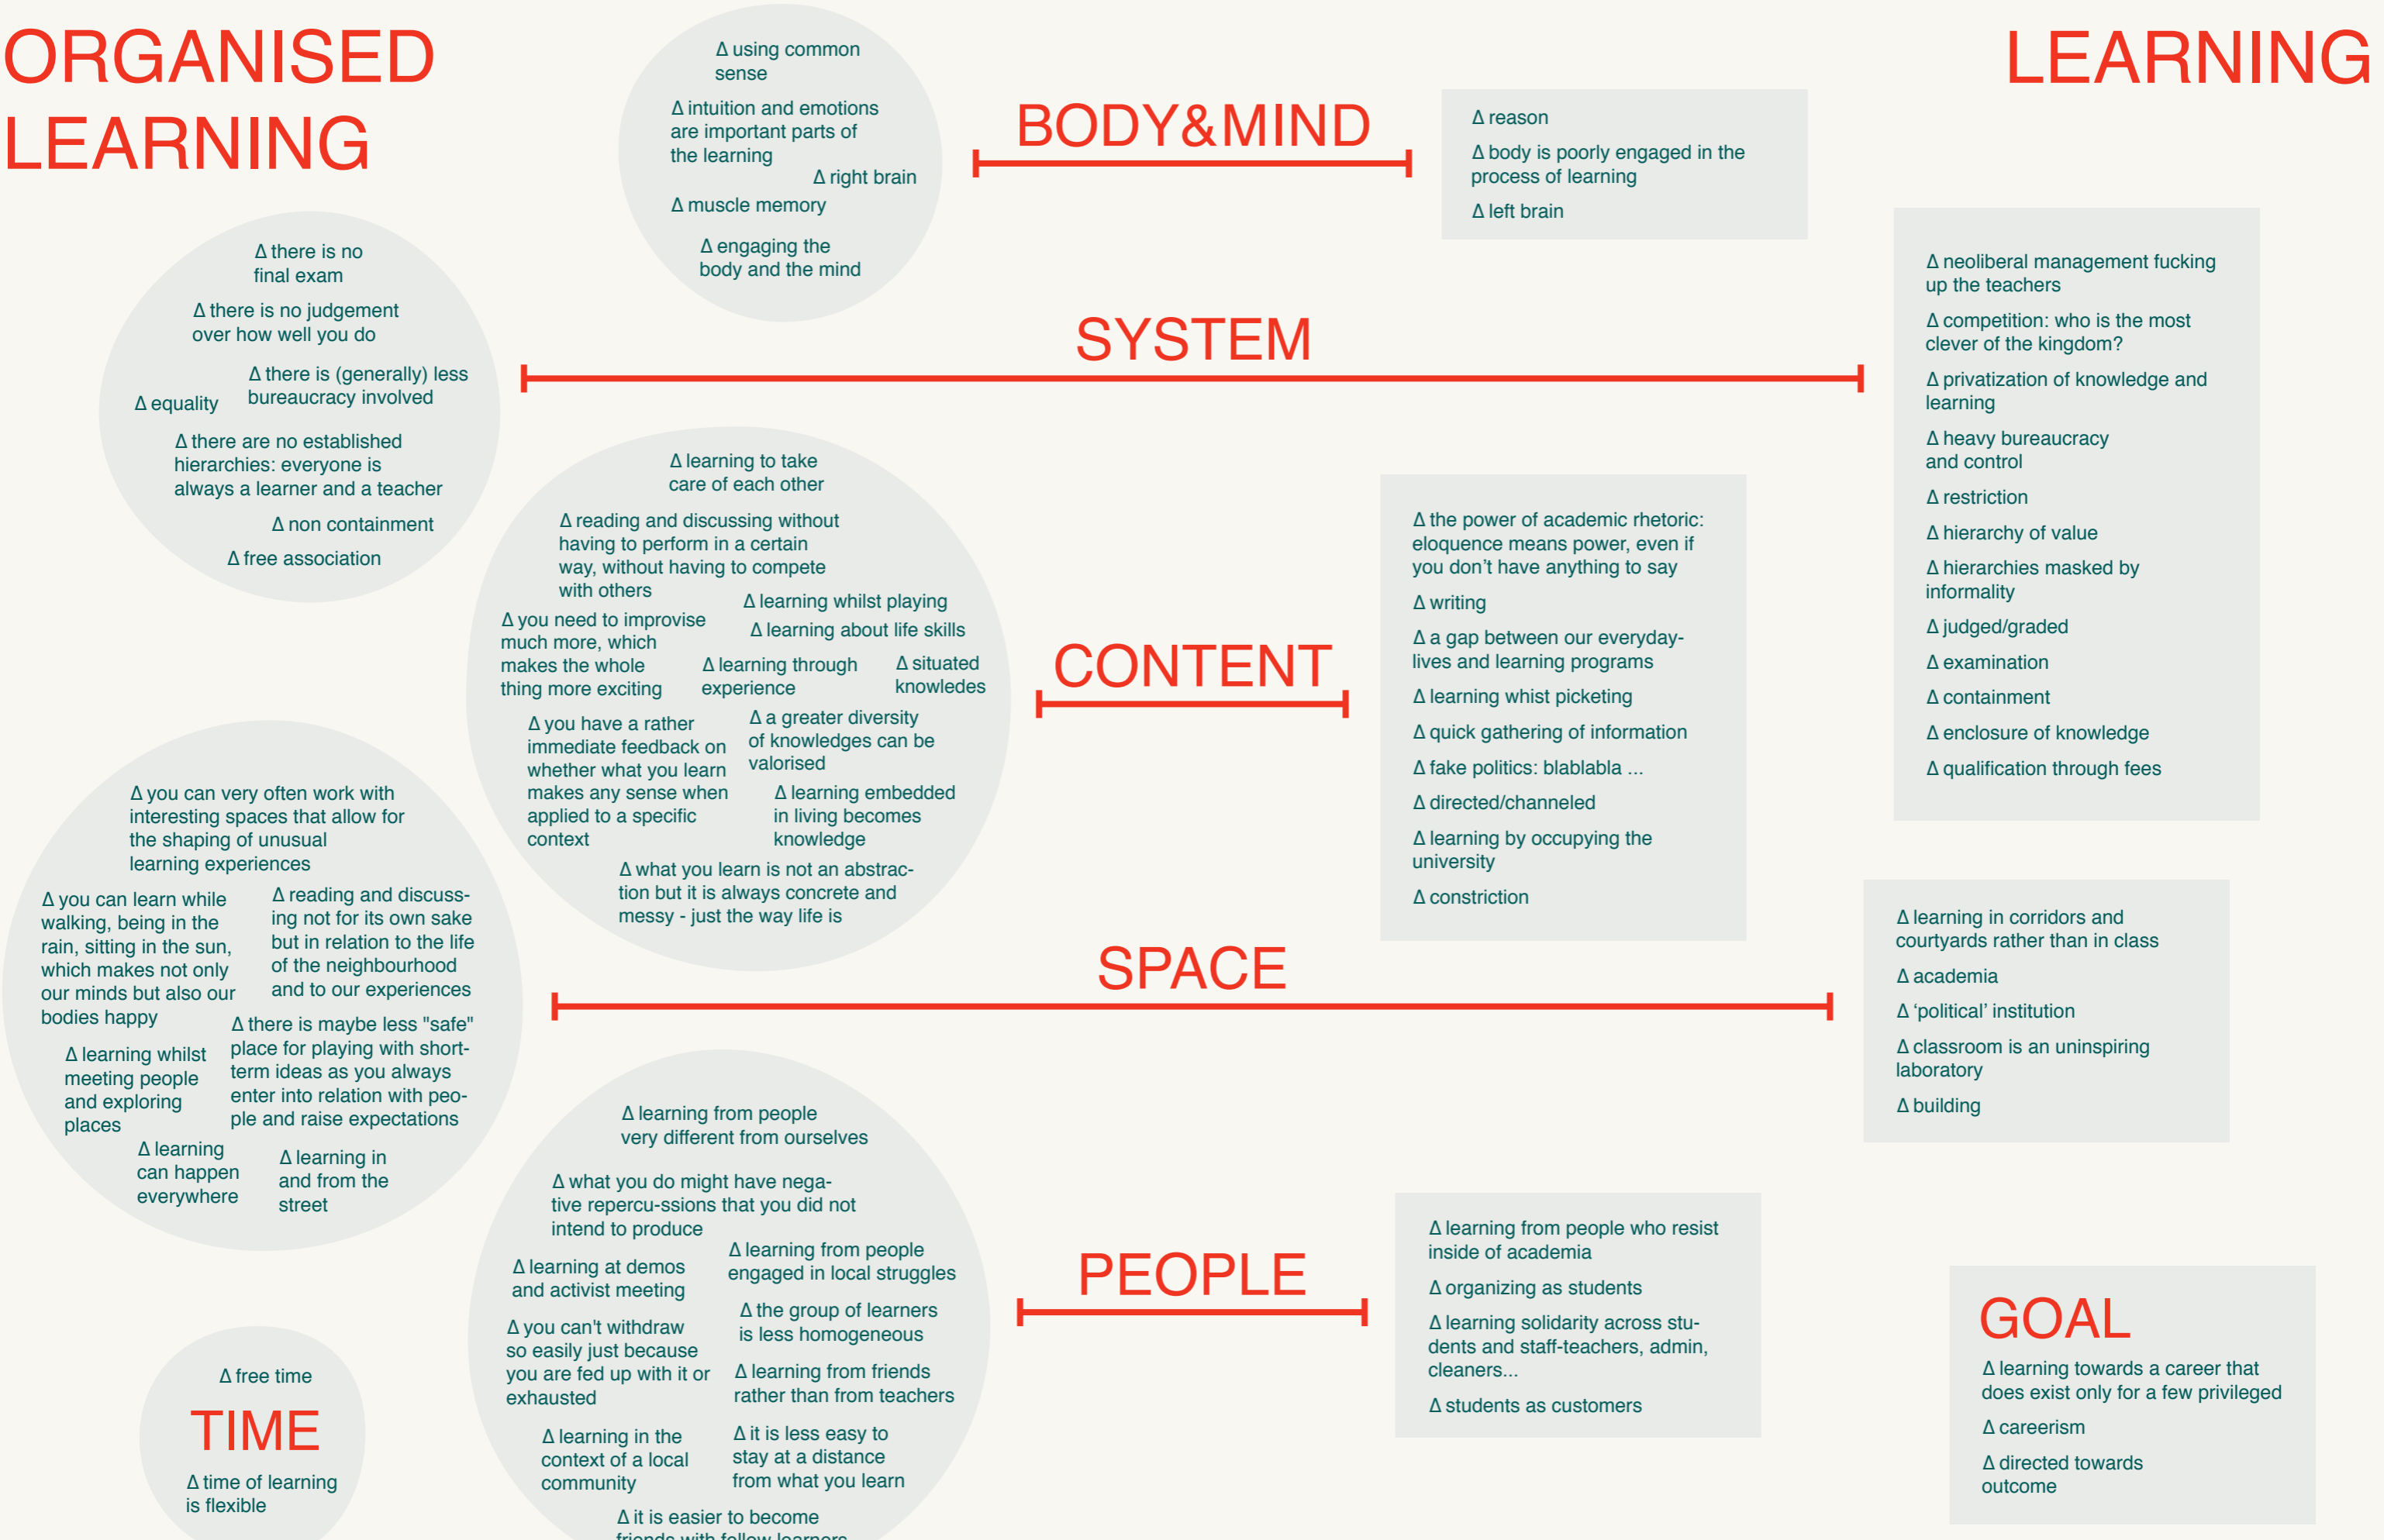 ORGANISED
LEARNING
LEARNING
Δ using common
sense
Δ intuition and emotions
are important parts of
the learning
Δ right brain
Δ muscle memory
Δ engaging the
body and the mind
BODY&MIND
Δ reason
Δ body is poorly engaged in the
process of learning
Δ left brain
Δ there is no
final exam
Δ there is no judgement
over how well you do
Δ there is (generally) less
bureaucracy involved
Δ equality
Δ there are no established
hierarchies: everyone is
always a learner and a teacher
Δ non containment
Δ free association
SYSTEM
Δ neoliberal management fucking
up the teachers
Δ competition: who is the most
clever of the kingdom?
Δ privatization of knowledge and
learning
Δ heavy bureaucracy
and control
Δ restriction
Δ hierarchy of value
Δ hierarchies masked by
informality
Δ judged/graded
Δ examination
Δ containment
Δ enclosure of knowledge
Δ qualification through fees
Δ learning to take
care of each other
Δ reading and discussing without
having to perform in a certain
way, without having to compete
with others
Δ learning whilst playing
Δ you need to improvise
much more, which
makes the whole
thing more exciting
Δ learning about life skills
Δ learning through
experience
Δ situated
knowledes
Δ you have a rather
immediate feedback on
whether what you learn
makes any sense when
applied to a specific
context
Δ a greater diversity
of knowledges can be
valorised
Δ learning embedded
in living becomes
knowledge
Δ what you learn is not an abstrac-
tion but it is always concrete and
messy - just the way life is
CONTENT
Δ the power of academic rhetoric:
eloquence means power, even if
you don’t have anything to say
Δ writing
Δ a gap between our everyday-
lives and learning programs
Δ learning whist picketing
Δ quick gathering of information
Δ fake politics: blablabla ...
Δ directed/channeled
Δ learning by occupying the
university
Δ constriction
Δ you can very often work with
interesting spaces that allow for
the shaping of unusual
learning experiences
Δ you can learn while
walking, being in the
rain, sitting in the sun,
which makes not only
our minds but also our
bodies happy
Δ reading and discuss-
ing not for its own sake
but in relation to the life
of the neighbourhood
and to our experiences
Δ there is maybe less "safe"
place for playing with short-
term ideas as you always
enter into relation with peo-
ple and raise expectations
Δ learning whilst
meeting people
and exploring
places
Δ learning
can happen
everywhere
Δ learning in
and from the
street
SPACE
Δ learning in corridors and
courtyards rather than in class
Δ academia
Δ ‘political’ institution
Δ classroom is an uninspiring
laboratory
Δ building
Δ learning from people
very different from ourselves
Δ what you do might have nega-
tive repercu-ssions that you did not
intend to produce
Δ learning from people
engaged in local struggles
Δ learning at demos
and activist meeting
Δ the group of learners
is less homogeneous
Δ you can't withdraw
so easily just because
you are fed up with it or
exhausted
Δ learning from friends
rather than from teachers
Δ learning in the
context of a local
community
Δ it is less easy to
stay at a distance
from what you learn
Δ it is easier to become
friends with fellow learners
PEOPLE
Δ learning from people who resist
inside of academia
Δ organizing as students
Δ learning solidarity across stu-
dents and staff-teachers, admin,
cleaners...
Δ students as customers
Δ free time
TIME
Δ time of learning
is flexible
GOAL
Δ learning towards a career that
does exist only for a few privileged
Δ careerism
Δ directed towards
outcome